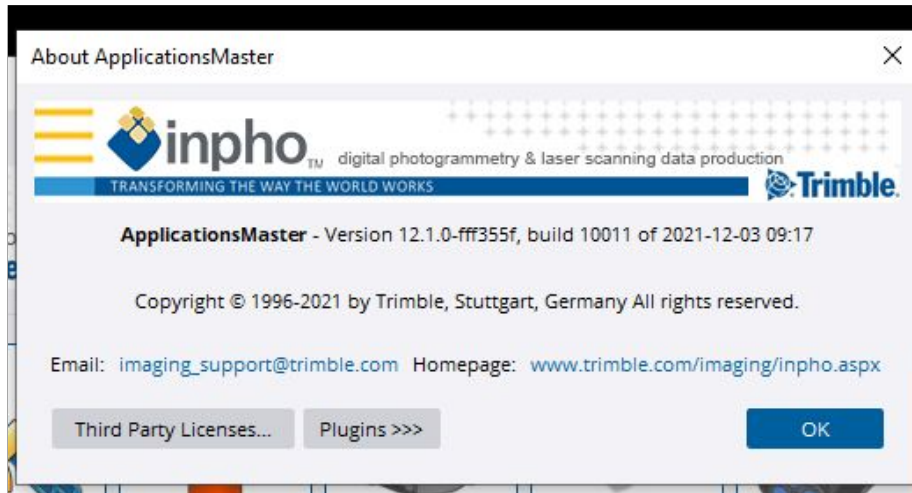 About ApplicationsMaster
inpho TM digital photogrammetry & laser scanning data production
TRANSFORMING THE WAY THE WORLD WORKS
Trimble.
ApplicationsMaster - Version 12.1.0-fff355f, build 10011 of 2021-12-03 09:17
Copyright © 1996-2021 by Trimble, Stuttgart, Germany All rights reserved.
Email: imaging_support@trimble.com Homepage: www.trimble.com/imaging/inpho.aspx
Third Party Licenses... Plugins >>> OK